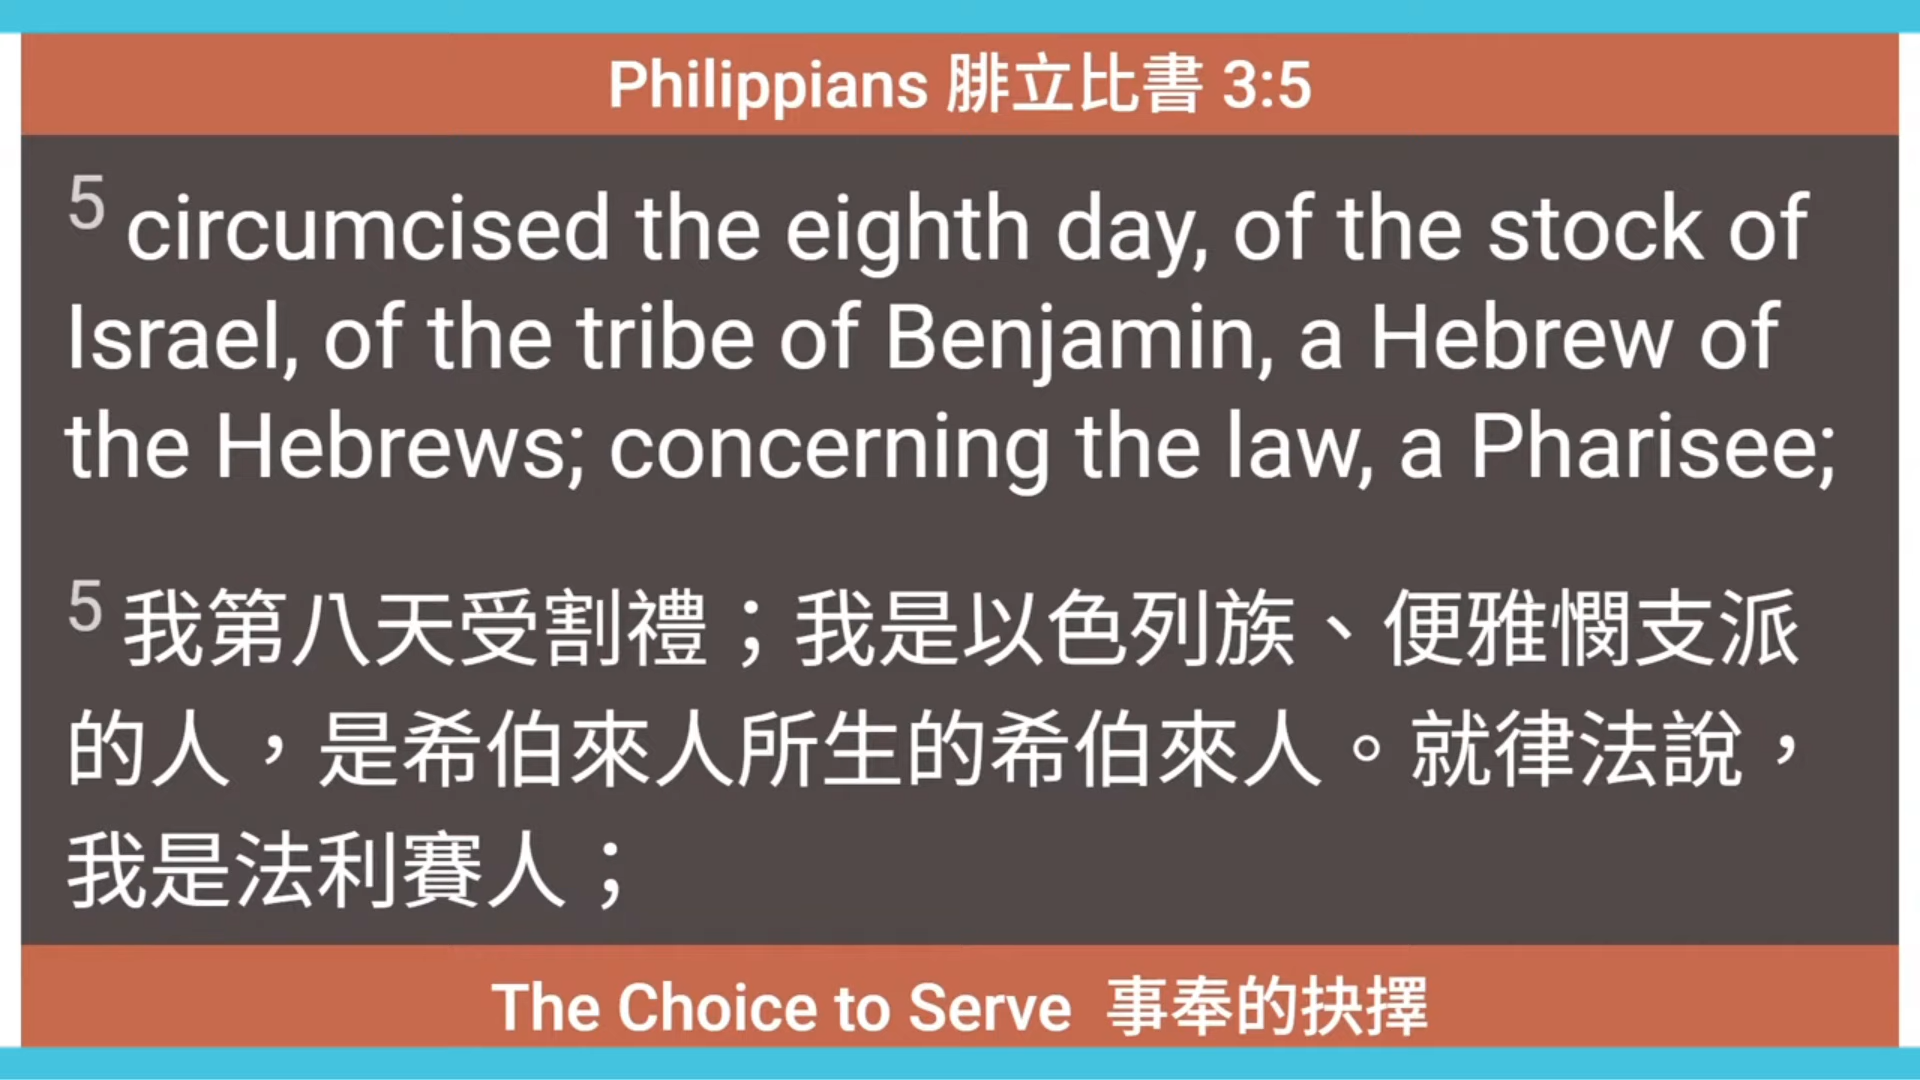 Philippians 腓立比書 3:5
5 circumcised the eighth day, of the stock of
Israel, of the tribe of Benjamin, a Hebrew of
the Hebrews; concerning the law, a Pharisee;
5 我第八天受割禮；我是以色列族、便雅憫支派
的人，是希伯來人所生的希伯來人。就律法說，
我是法利賽人；
The Choice to Serve 事奉的抉擇